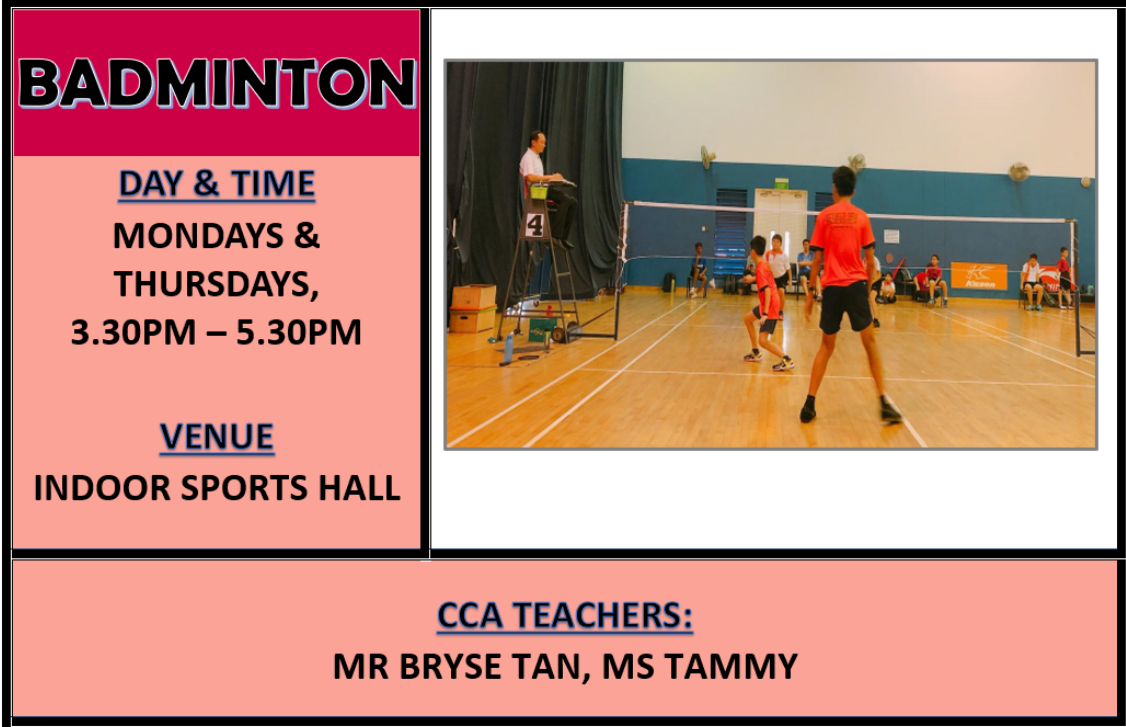 BADMINTON
DAY & TIME
MONDAYS &
THURSDAYS,
3.30PM – 5.30PM
VENUE
INDOOR SPORTS HALL
4
CCA TEACHERS:
MR BRYSE TAN, MS TAMMY